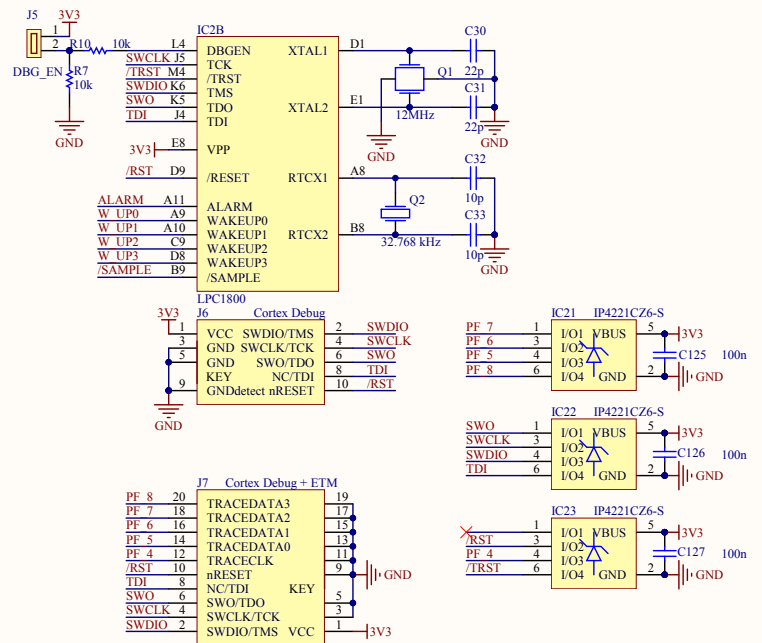 J5
3V3
1
2
DBG_EN
R10 10k
R7
10k
GND
IC2B
L4 DBGEN XTAL1 D1
SWCLK J5 TCK
/TRST M4 /TRST
SWDIO K6 TMS
SWO K5 TDO XTAL2 E1
TDI J4 TDI
3V3 E8 VPP
/RST D9 /RESET RTCX1 A8
ALARM A11 ALARM
W_UP0 A9 WAKEUP0
W_UP1 A10 WAKEUP1
W_UP2 C9 WAKEUP2 RTCX2 B8
W_UP3 D8 WAKEUP3
/SAMPLE B9 /SAMPLE
LPC1800
C30
22p
Q1
C31
22p
12MHz
GND
GND
C32
10p
Q2
C33
10p
32.768 kHz
GND
J6 Cortex Debug
3V3
1 VCC SWDIO/TMS 2 SWDIO
3 GND SWCLK/TCK 4 SWCLK
5 GND SWO/TDO 6 SWO
KEY NC/TDI 8 TDI
9 GNDdetect nRESET 10 /RST
GND
J7 Cortex Debug + ETM
PF_8 20 TRACEDATA3 19
PF_7 18 TRACEDATA2 17
PF_6 16 TRACEDATA1 15
PF_5 14 TRACEDATA0 13
PF_4 12 TRACECLK 11
/RST 10 nRESET 9 GND
TDI 8 NC/TDI KEY
SWO 6 SWO/TDO 5
SWCLK 4 SWCLK/TCK 3
SWDIO 2 SWDIO/TMS VCC 1 3V3
IC21 IP4221CZ6-S
PF_7 1 I/O1 VBUS 5 3V3
PF_6 3 I/O2
PF_5 4 I/O3 C125 100n
PF_8 6 I/O4 GND 2 GND
IC22 IP4221CZ6-S
SWO 1 I/O1 VBUS 5 3V3
SWCLK 3 I/O2
SWDIO 4 I/O3 C126 100n
TDI 6 I/O4 GND 2 GND
IC23 IP4221CZ6-S
1 I/O1 VBUS 5 3V3
/RST 3 I/O2
PF_4 4 I/O3 C127 100n
/TRST 6 I/O4 GND 2 GND